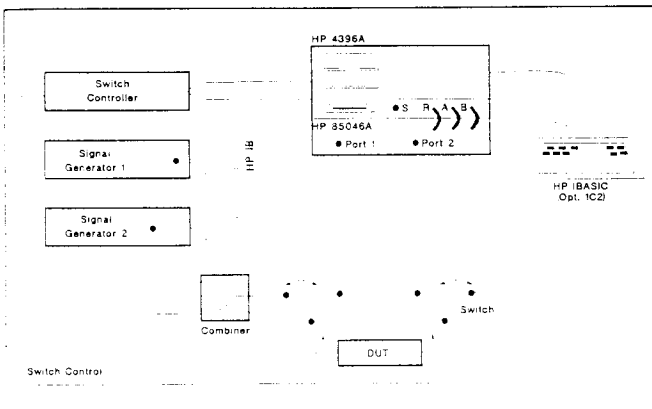 HP 4396A
Switch
Controller
S R A B
HP 85046A
Port 1 Port 2
Signal
Generator 1
HP IB
HP IBASIC
(Opt. 1C2)
Signal
Generator 2
Combiner
Switch
DUT
Switch Control